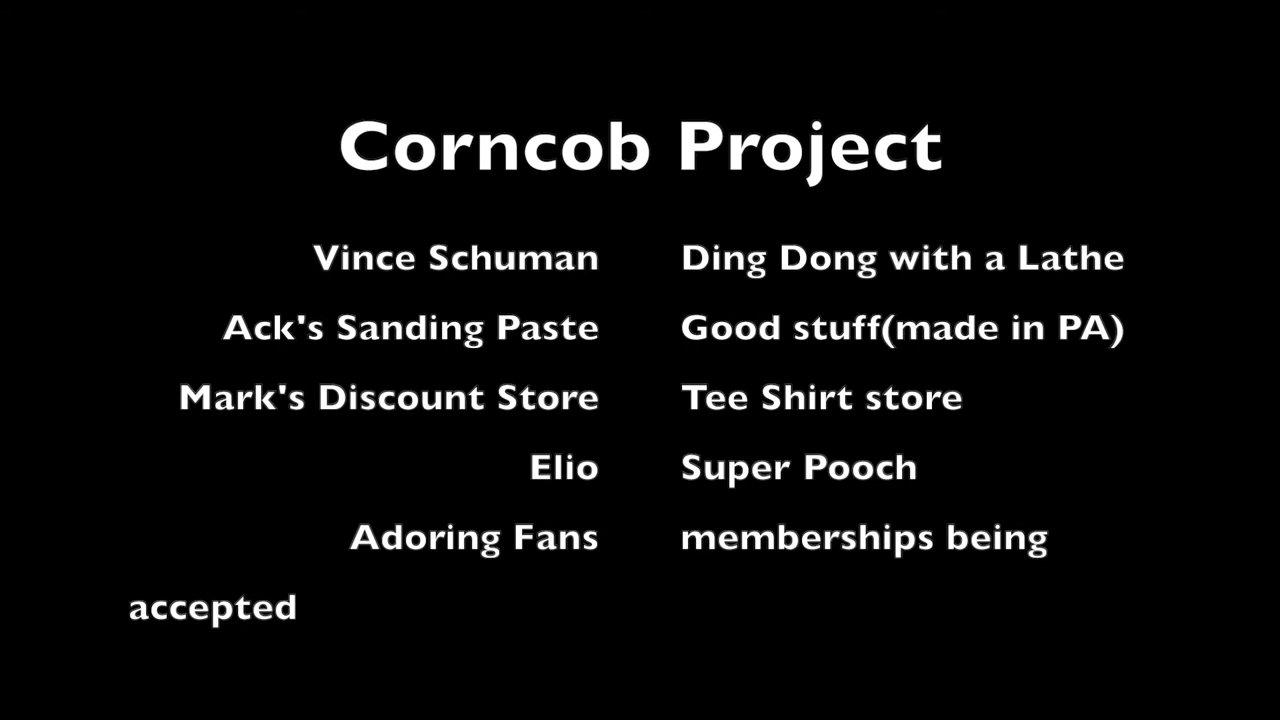 Corncob Project
Vince Schuman Ding Dong with a Lathe
Ack's Sanding Paste Good stuff(made in PA)
Mark's Discount Store Tee Shirt store
Elio Super Pooch
Adoring Fans memberships being
accepted